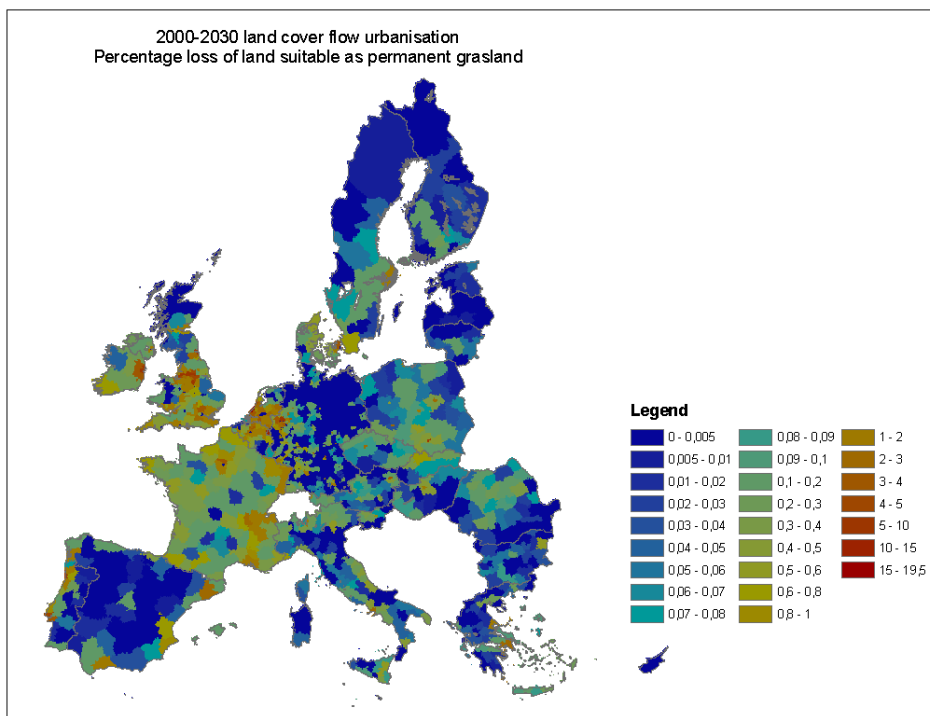 2000-2030 land cover flow urbanisation
Percentage loss of land suitable as permanent grasland
Legend
0 - 0,005
0,005 - 0,01
0,01 - 0,02
0,02 - 0,03
0,03 - 0,04
0,04 - 0,05
0,05 - 0,06
0,06 - 0,07
0,07 - 0,08
0,08 - 0,09
0,09 - 0,1
0,1 - 0,2
0,2 - 0,3
0,3 - 0,4
0,4 - 0,5
0,5 - 0,6
0,6 - 0,8
0,8 - 1
1 - 2
2 - 3
3 - 4
4 - 5
5 - 10
10 - 15
15 - 19,5